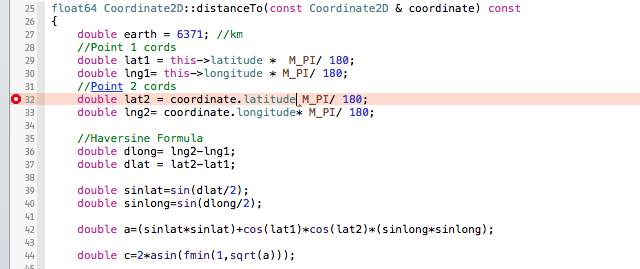 25 float64 Coordinate2D::distanceTo(const Coordinate2D & coordinate) const
26 {
27 double earth = 6371; //km
28 //Point 1 cords
29 double lat1 = this->latitude * M_PI/ 180;
30 double lng1= this->longitude * M_PI/ 180;
31 //Point 2 cords
32 double lat2 = coordinate.latitude M_PI/ 180;
33 double lng2= coordinate.longitude* M_PI/ 180;
34
35 //Haversine Formula
36 double dlong= lng2-lng1;
37 double dlat = lat2-lat1;
38
39 double sinlat=sin(dlat/2);
40 double sinlong=sin(dlong/2);
41
42 double a=(sinlat*sinlat)+cos(lat1)*cos(lat2)*(sinlong*sinlong);
43
44 double c=2*asin(fmin(1,sqrt(a)));
45